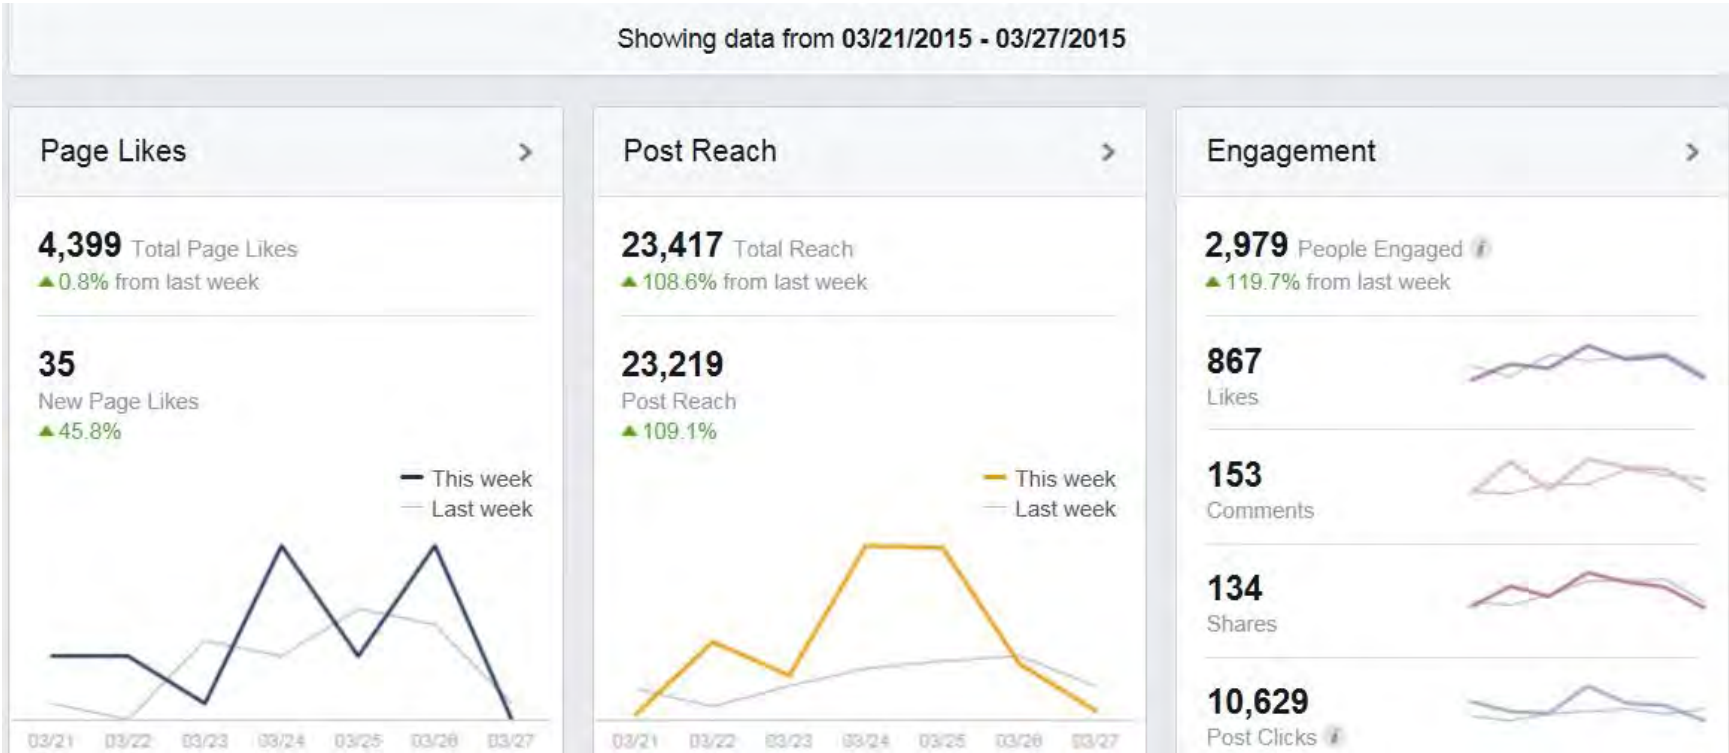 Showing data from 03/21/2015 - 03/27/2015
Page Likes
4,399 Total Page Likes
0.8% from last week
35
New Page Likes
45.8%
This week
Last week
03/21 03/22 03/23 03/24 03/25 03/26 03/27
Post Reach
23,417 Total Reach
108.6% from last week
23,219
Post Reach
109.1%
This week
Last week
03/21 03/22 03/23 03/24 03/25 03/26 03/27
Engagement
2,979 People Engaged i
119.7% from last week
867
Likes
153
Comments
134
Shares
10,629
Post Clicks i